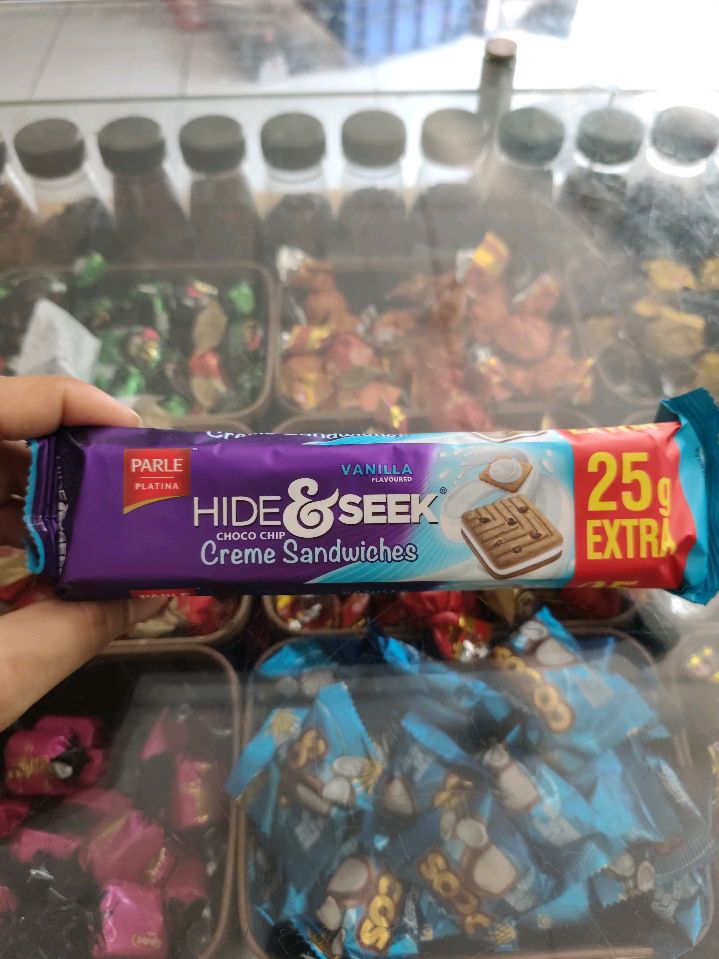 PARLE
PLATINA
VANILLA
FLAVOURED
HIDE & SEEK®
CHOCO CHIP
Creme Sandwiches
25g
EXTRA